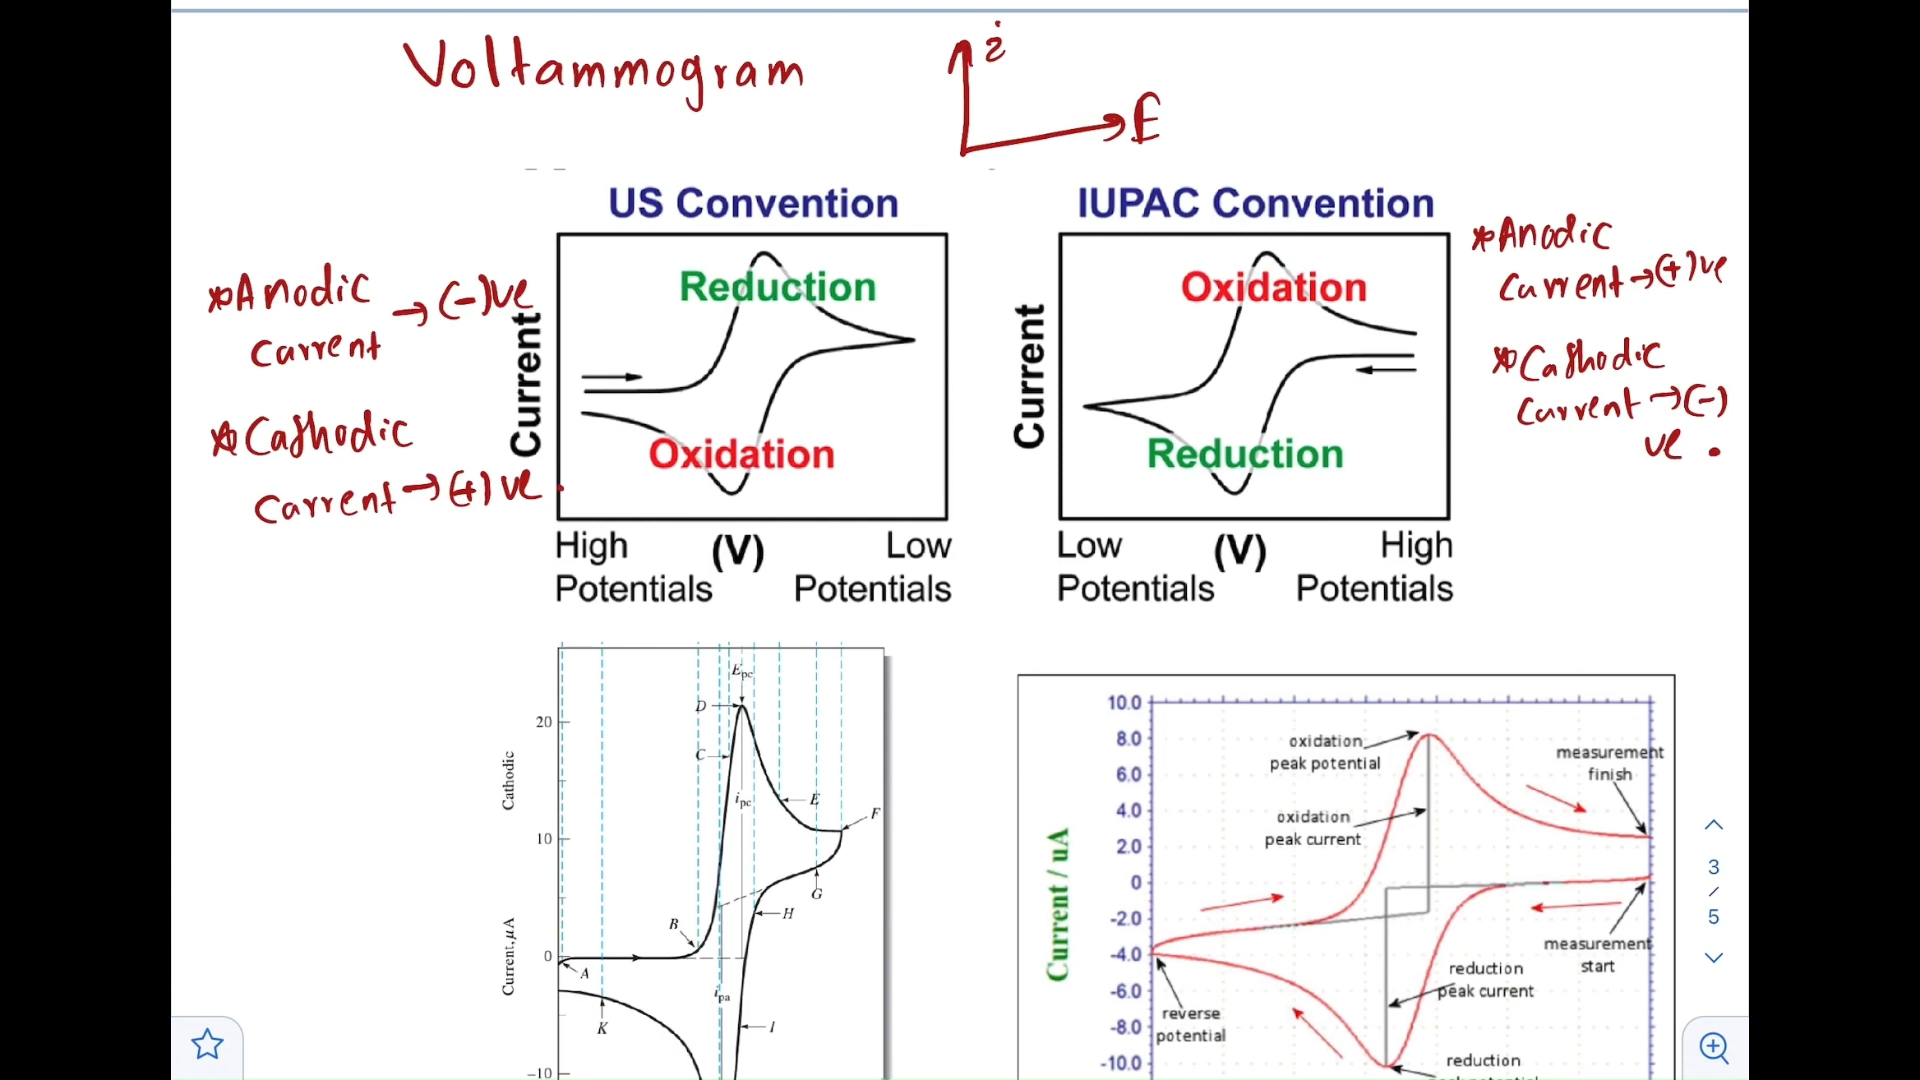 Voltammogram
i
E
US Convention
IUPAC Convention
*Anodic
current → (-)ve
*Cathodic
current → (+)ve.
Current
Reduction
Oxidation
High
Potentials
(V)
Low
Potentials
Current
Oxidation
Reduction
Low
Potentials
(V)
High
Potentials
*Anodic
current → (+)ve
*Cathodic
current → (-)
ve.
Epc
D
20
C
Cathodic
ipc
E
F
10
G
B
H
Current, μA
0
A
ipa
K
I
-10
10.0
8.0
6.0
4.0
2.0
0
-2.0
-4.0
-6.0
-8.0
-10.0
Current / uA
oxidation
peak potential
measurement
finish
oxidation
peak current
measurement
start
reduction
peak current
reverse
potential
reduction
3
/
5